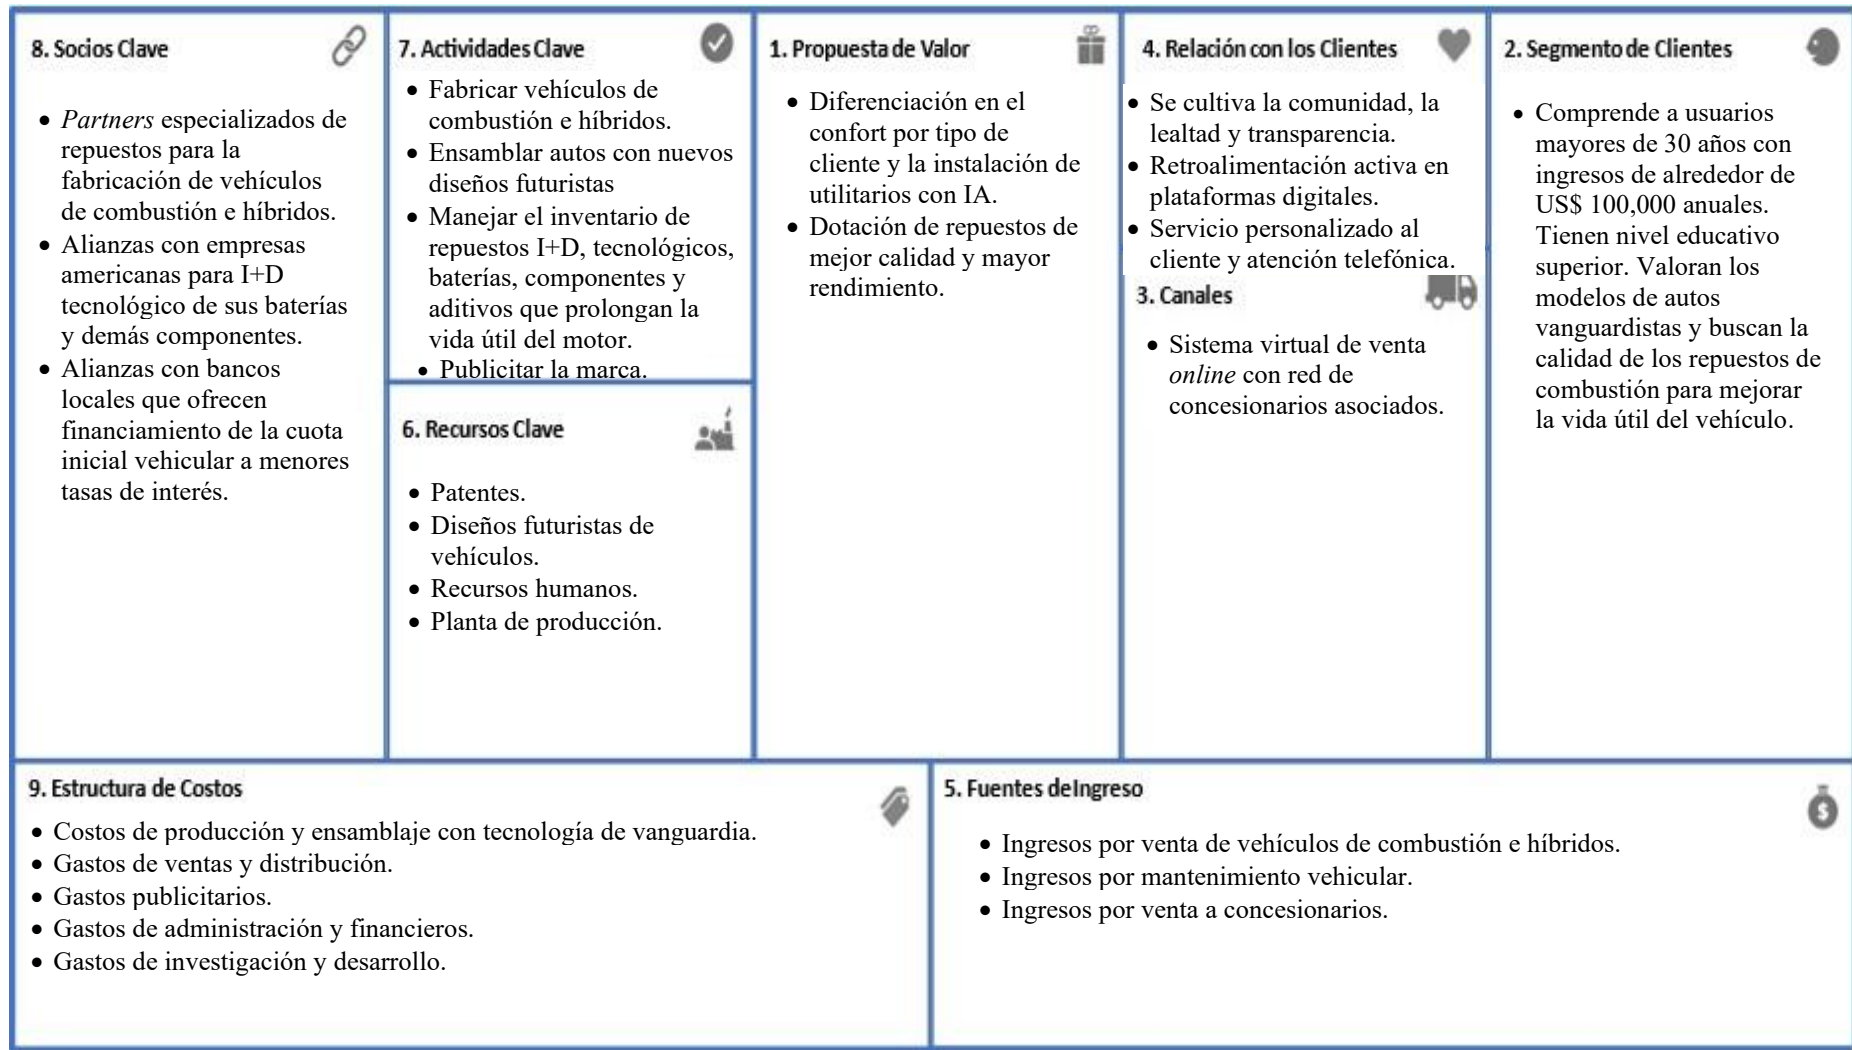 8. Socios Clave
• Partners especializados de
repuestos para la
fabricación de vehículos
de combustión e híbridos.
• Alianzas con empresas
americanas para I+D
tecnológico de sus baterías
y demás componentes.
• Alianzas con bancos
locales que ofrecen
financiamiento de la cuota
inicial vehicular a menores
tasas de interés.
7. Actividades Clave
• Fabricar vehículos de
combustión e híbridos.
• Ensamblar autos con nuevos
diseños futuristas
• Manejar el inventario de
repuestos I+D, tecnológicos,
baterías, componentes y
aditivos que prolongan la
vida útil del motor.
• Publicitar la marca.
6. Recursos Clave
• Patentes.
• Diseños futuristas de
vehículos.
• Recursos humanos.
• Planta de producción.
1. Propuesta de Valor
• Diferenciación en el
confort por tipo de
cliente y la instalación de
utilitarios con IA.
• Dotación de repuestos de
mejor calidad y mayor
rendimiento.
4. Relación con los Clientes
• Se cultiva la comunidad, la
lealtad y transparencia.
• Retroalimentación activa en
plataformas digitales.
• Servicio personalizado al
cliente y atención telefónica.
3. Canales
• Sistema virtual de venta
online con red de
concesionarios asociados.
2. Segmento de Clientes
• Comprende a usuarios
mayores de 30 años con
ingresos de alrededor de
US$ 100,000 anuales.
Tienen nivel educativo
superior. Valoran los
modelos de autos
vanguardistas y buscan la
calidad de los repuestos de
combustión para mejorar
la vida útil del vehículo.
9. Estructura de Costos
• Costos de producción y ensamblaje con tecnología de vanguardia.
• Gastos de ventas y distribución.
• Gastos publicitarios.
• Gastos de administración y financieros.
• Gastos de investigación y desarrollo.
5. Fuentes de Ingreso
$
• Ingresos por venta de vehículos de combustión e híbridos.
• Ingresos por mantenimiento vehicular.
• Ingresos por venta a concesionarios.